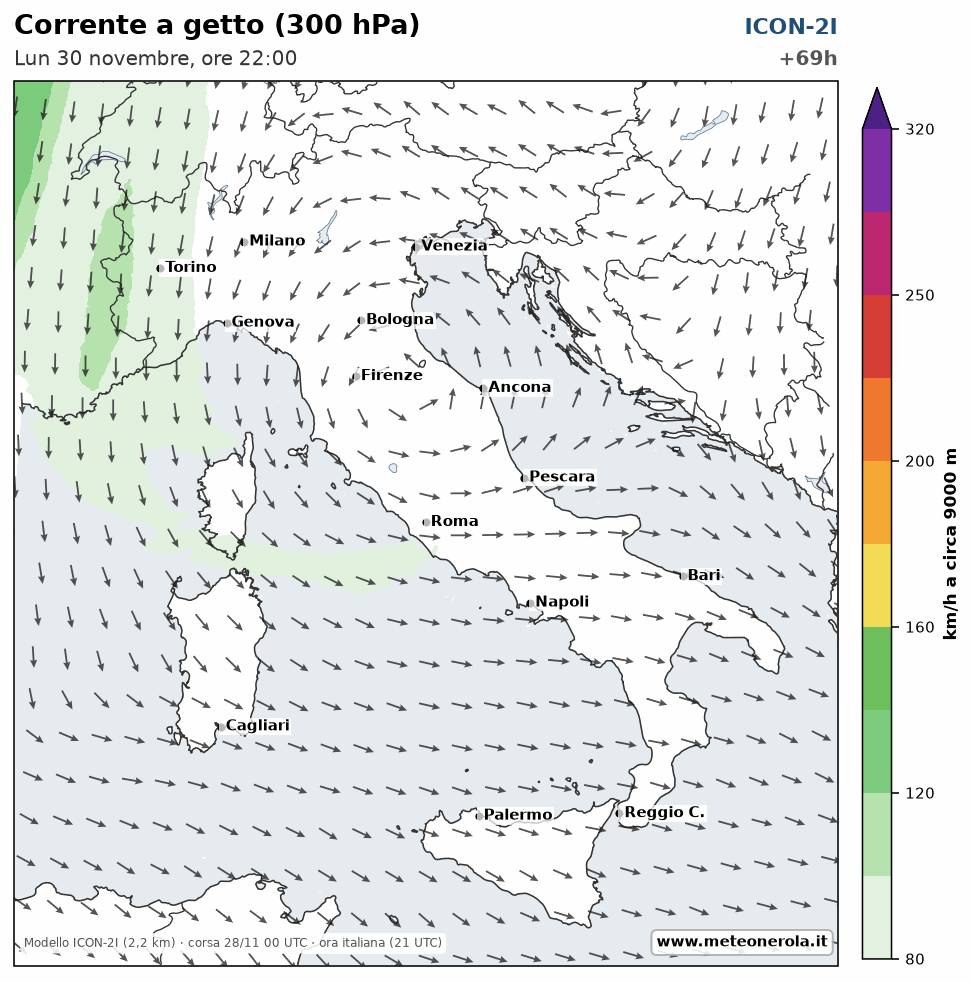 Corrente a getto (300 hPa)
ICON-2I
Lun 30 novembre, ore 22:00
+69h
Milano
Venezia
Torino
Genova
Bologna
Firenze
Ancona
Pescara
Roma
Bari
Napoli
Cagliari
Palermo
Reggio C.
320
250
200
160
120
80
km/h a circa 9000 m
Modello ICON-2I (2,2 km) · corsa 28/11 00 UTC · ora italiana (21 UTC)
www.meteonerola.it